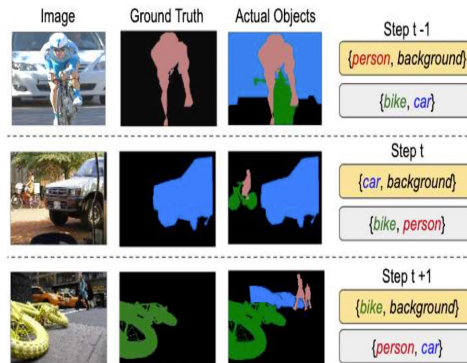 Image Ground Truth Actual Objects Step t -1
{person, background}
{bike, car}
Step t
{car, background}
{bike, person}
Step t +1
{bike, background}
{person, car}